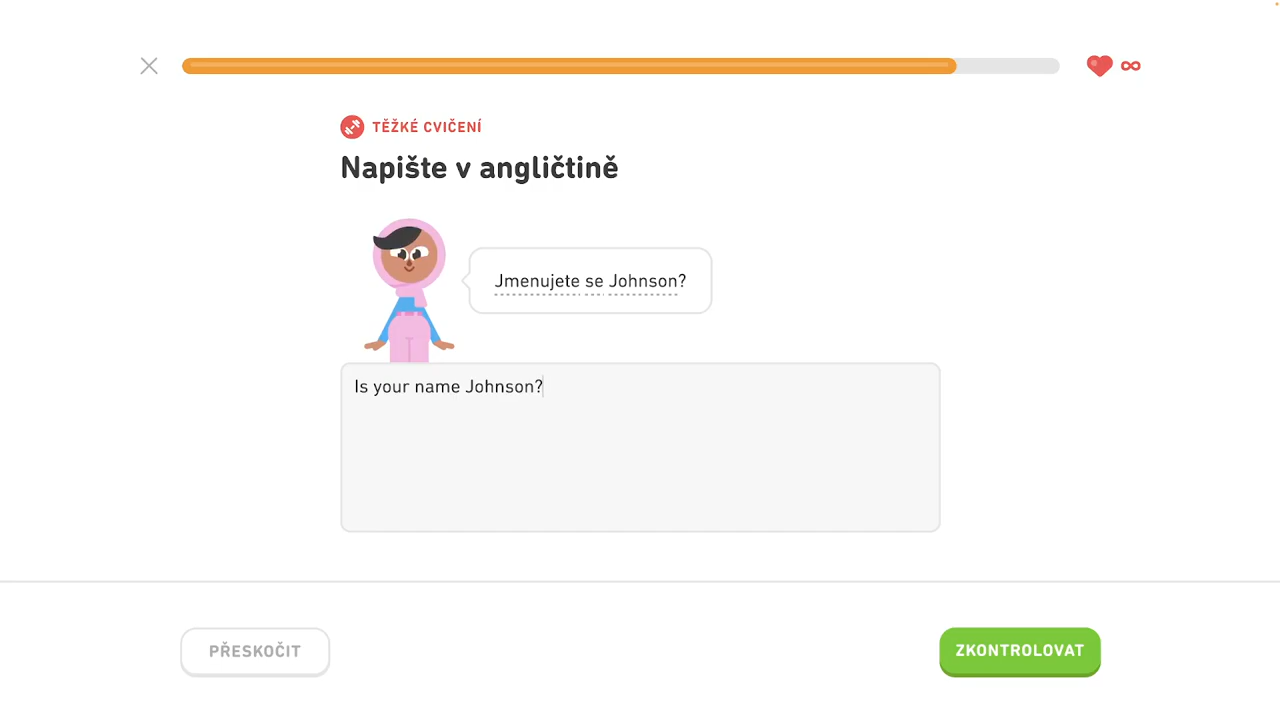 TĚŽKÉ CVIČENÍ
Napište v angličtině
Jmenujete se Johnson?
Is your name Johnson?
PŘESKOČIT
ZKONTROLOVAT